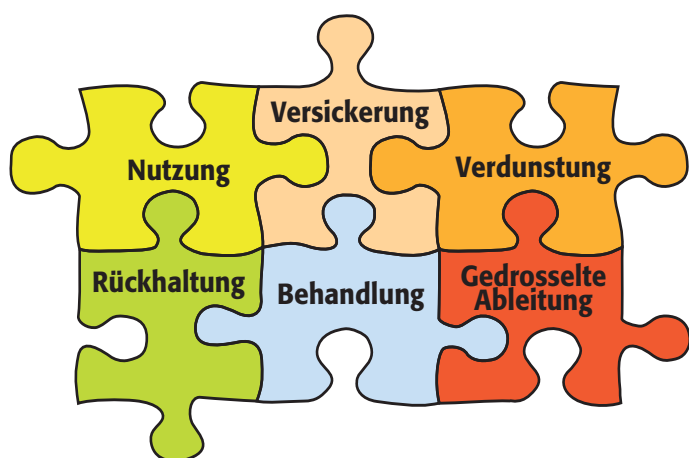 Versickerung
Nutzung
Verdunstung
Rückhaltung
Behandlung
Gedrosselte
Ableitung